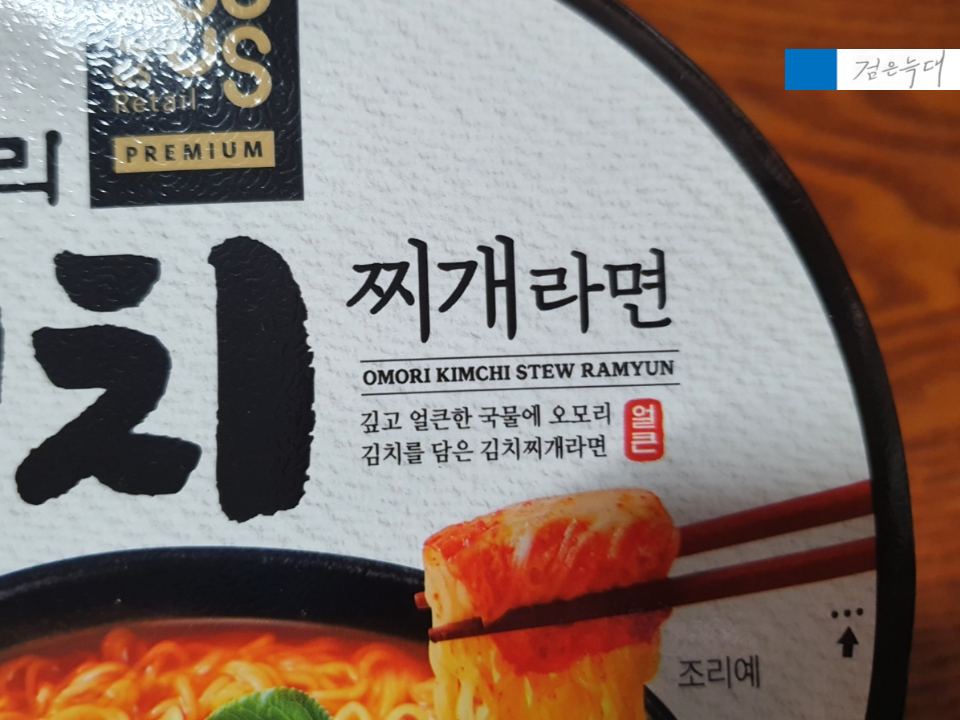 US
Retail
PREMIUM
검은늑대
리
치
찌개라면
OMORI KIMCHI STEW RAMYUN
깊고 얼큰한 국물에 오모리
김치를 담은 김치찌개라면
얼큰
조리예